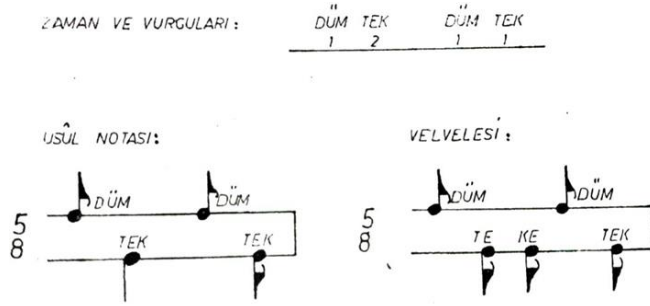 ZAMAN VE VURGULARI: DÜM TEK DÜM TEK
1 2 1 1
USÛL NOTASI: VELVELESİ:
DÜM DÜM DÜM DÜM
5 5
8 TEK TEK 8 TE KE TEK